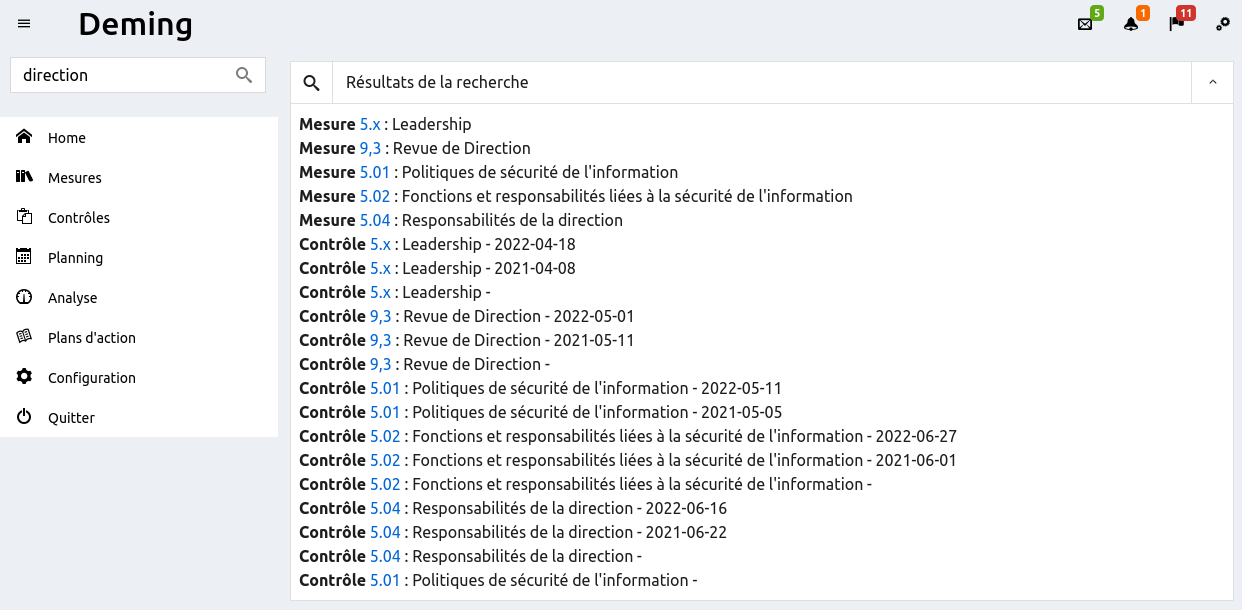 Deming
5
1
11
direction
Home
Mesures
Contrôles
Planning
Analyse
Plans d'action
Configuration
Quitter
Résultats de la recherche
Mesure 5.x : Leadership
Mesure 9,3 : Revue de Direction
Mesure 5.01 : Politiques de sécurité de l'information
Mesure 5.02 : Fonctions et responsabilités liées à la sécurité de l'information
Mesure 5.04 : Responsabilités de la direction
Contrôle 5.x : Leadership - 2022-04-18
Contrôle 5.x : Leadership - 2021-04-08
Contrôle 5.x : Leadership -
Contrôle 9,3 : Revue de Direction - 2022-05-01
Contrôle 9,3 : Revue de Direction - 2021-05-11
Contrôle 9,3 : Revue de Direction -
Contrôle 5.01 : Politiques de sécurité de l'information - 2022-05-11
Contrôle 5.01 : Politiques de sécurité de l'information - 2021-05-05
Contrôle 5.02 : Fonctions et responsabilités liées à la sécurité de l'information - 2022-06-27
Contrôle 5.02 : Fonctions et responsabilités liées à la sécurité de l'information - 2021-06-01
Contrôle 5.02 : Fonctions et responsabilités liées à la sécurité de l'information -
Contrôle 5.04 : Responsabilités de la direction - 2022-06-16
Contrôle 5.04 : Responsabilités de la direction - 2021-06-22
Contrôle 5.04 : Responsabilités de la direction -
Contrôle 5.01 : Politiques de sécurité de l'information -